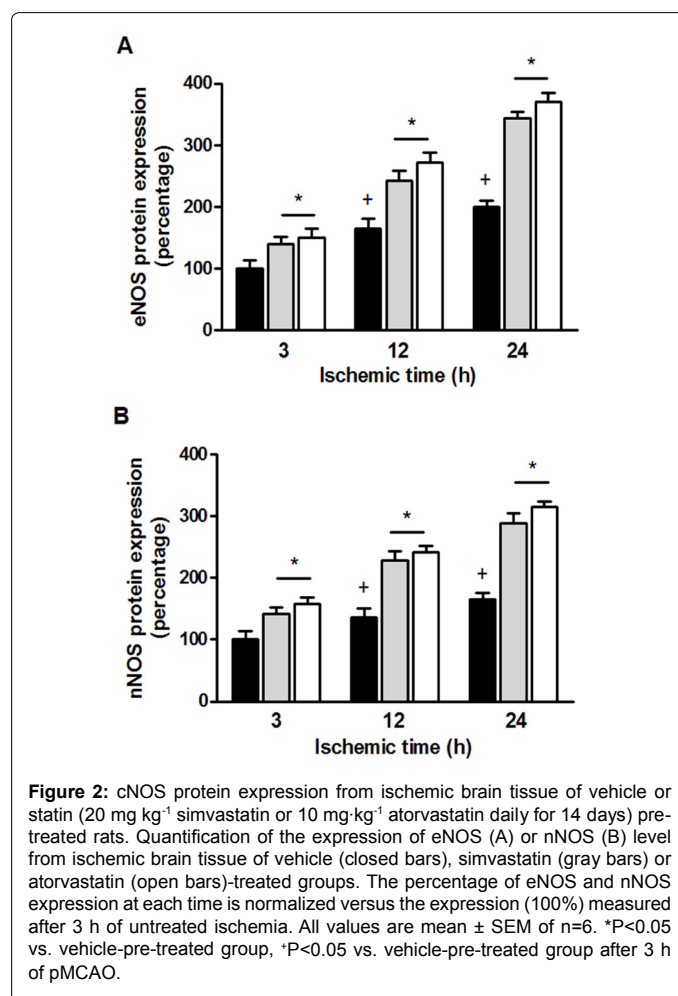 A
eNOS protein expression
(percentage)
400
300
200
100
0
*
+
*
+
*
3 12 24
Ischemic time (h)
B
nNOS protein expression
(percentage)
400
300
200
100
0
*
+
*
+
*
3 12 24
Ischemic time (h)
Figure 2: cNOS protein expression from ischemic brain tissue of vehicle or
statin (20 mg kg⁻¹ simvastatin or 10 mg·kg⁻¹ atorvastatin daily for 14 days) pre-
treated rats. Quantification of the expression of eNOS (A) or nNOS (B) level
from ischemic brain tissue of vehicle (closed bars), simvastatin (gray bars) or
atorvastatin (open bars)-treated groups. The percentage of eNOS and nNOS
expression at each time is normalized versus the expression (100%) measured
after 3 h of untreated ischemia. All values are mean ± SEM of n=6. *P<0.05
vs. vehicle-pre-treated group, ⁺P<0.05 vs. vehicle-pre-treated group after 3 h
of pMCAO.